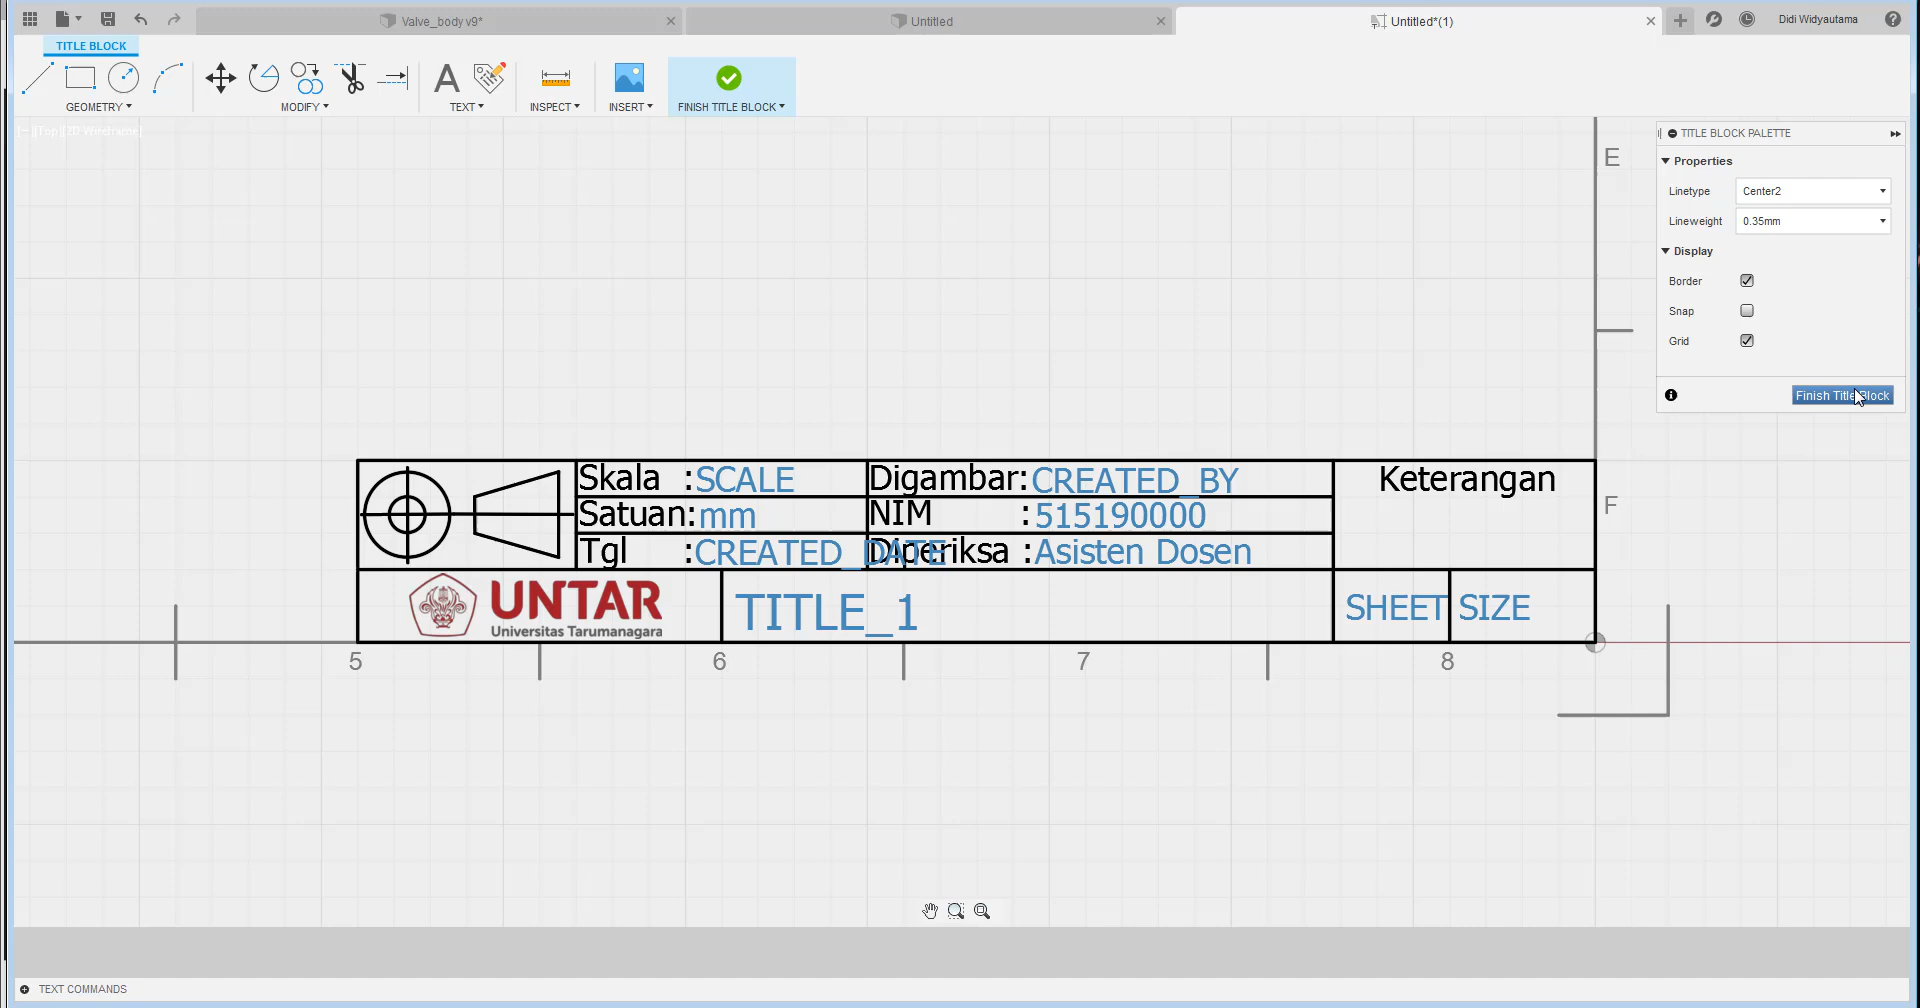 Valve_body v9*
Untitled
Untitled*(1)
Didi Widyautama
TITLE BLOCK
GEOMETRY
MODIFY
TEXT
INSPECT
INSERT
FINISH TITLE BLOCK
[−][Top][2D Wireframe]
TITLE BLOCK PALETTE
Properties
Linetype Center2
Lineweight 0.35mm
Display
Border
Snap
Grid
Finish Title Block
E
F
Skala :SCALE
Digambar:CREATED_BY
Keterangan
Satuan:mm
NIM :515190000
Tgl :CREATED_DATE
Diperiksa :Asisten Dosen
UNTAR
Universitas Tarumanagara
TITLE_1
SHEET SIZE
5 6 7 8
TEXT COMMANDS